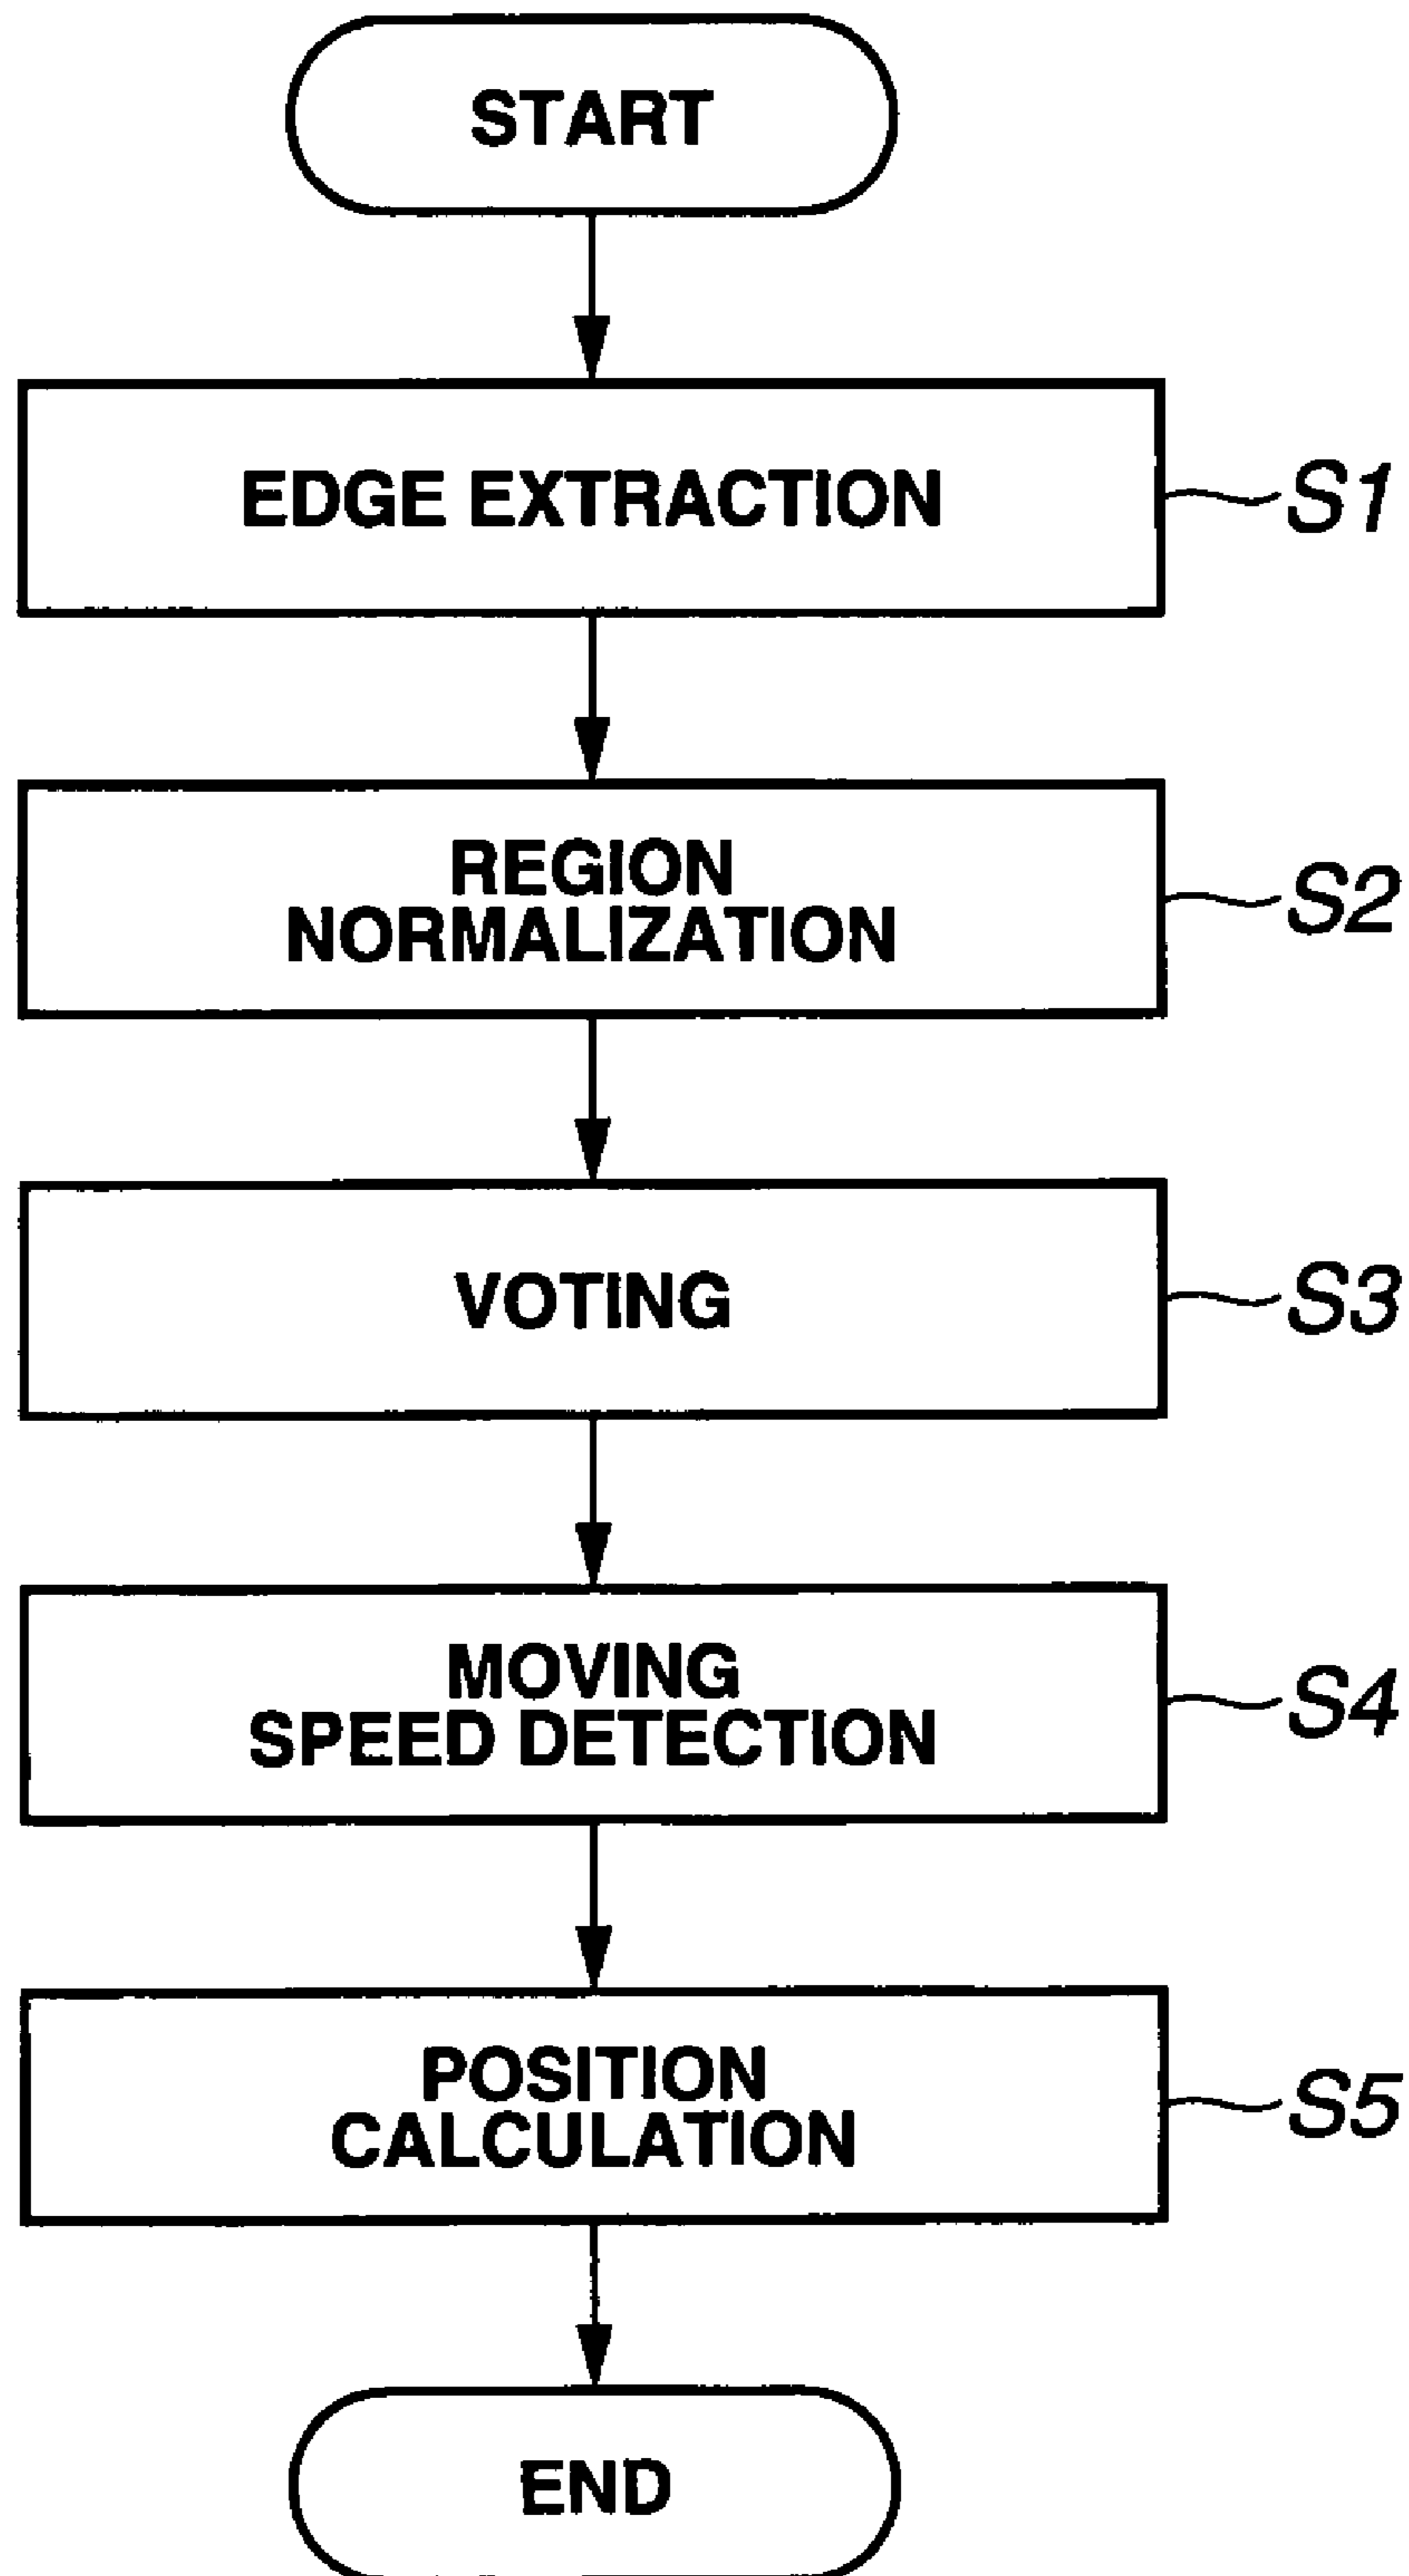 START
EDGE EXTRACTION
S1
REGION
NORMALIZATION
S2
VOTING
S3
MOVING
SPEED DETECTION
S4
POSITION
CALCULATION
S5
END